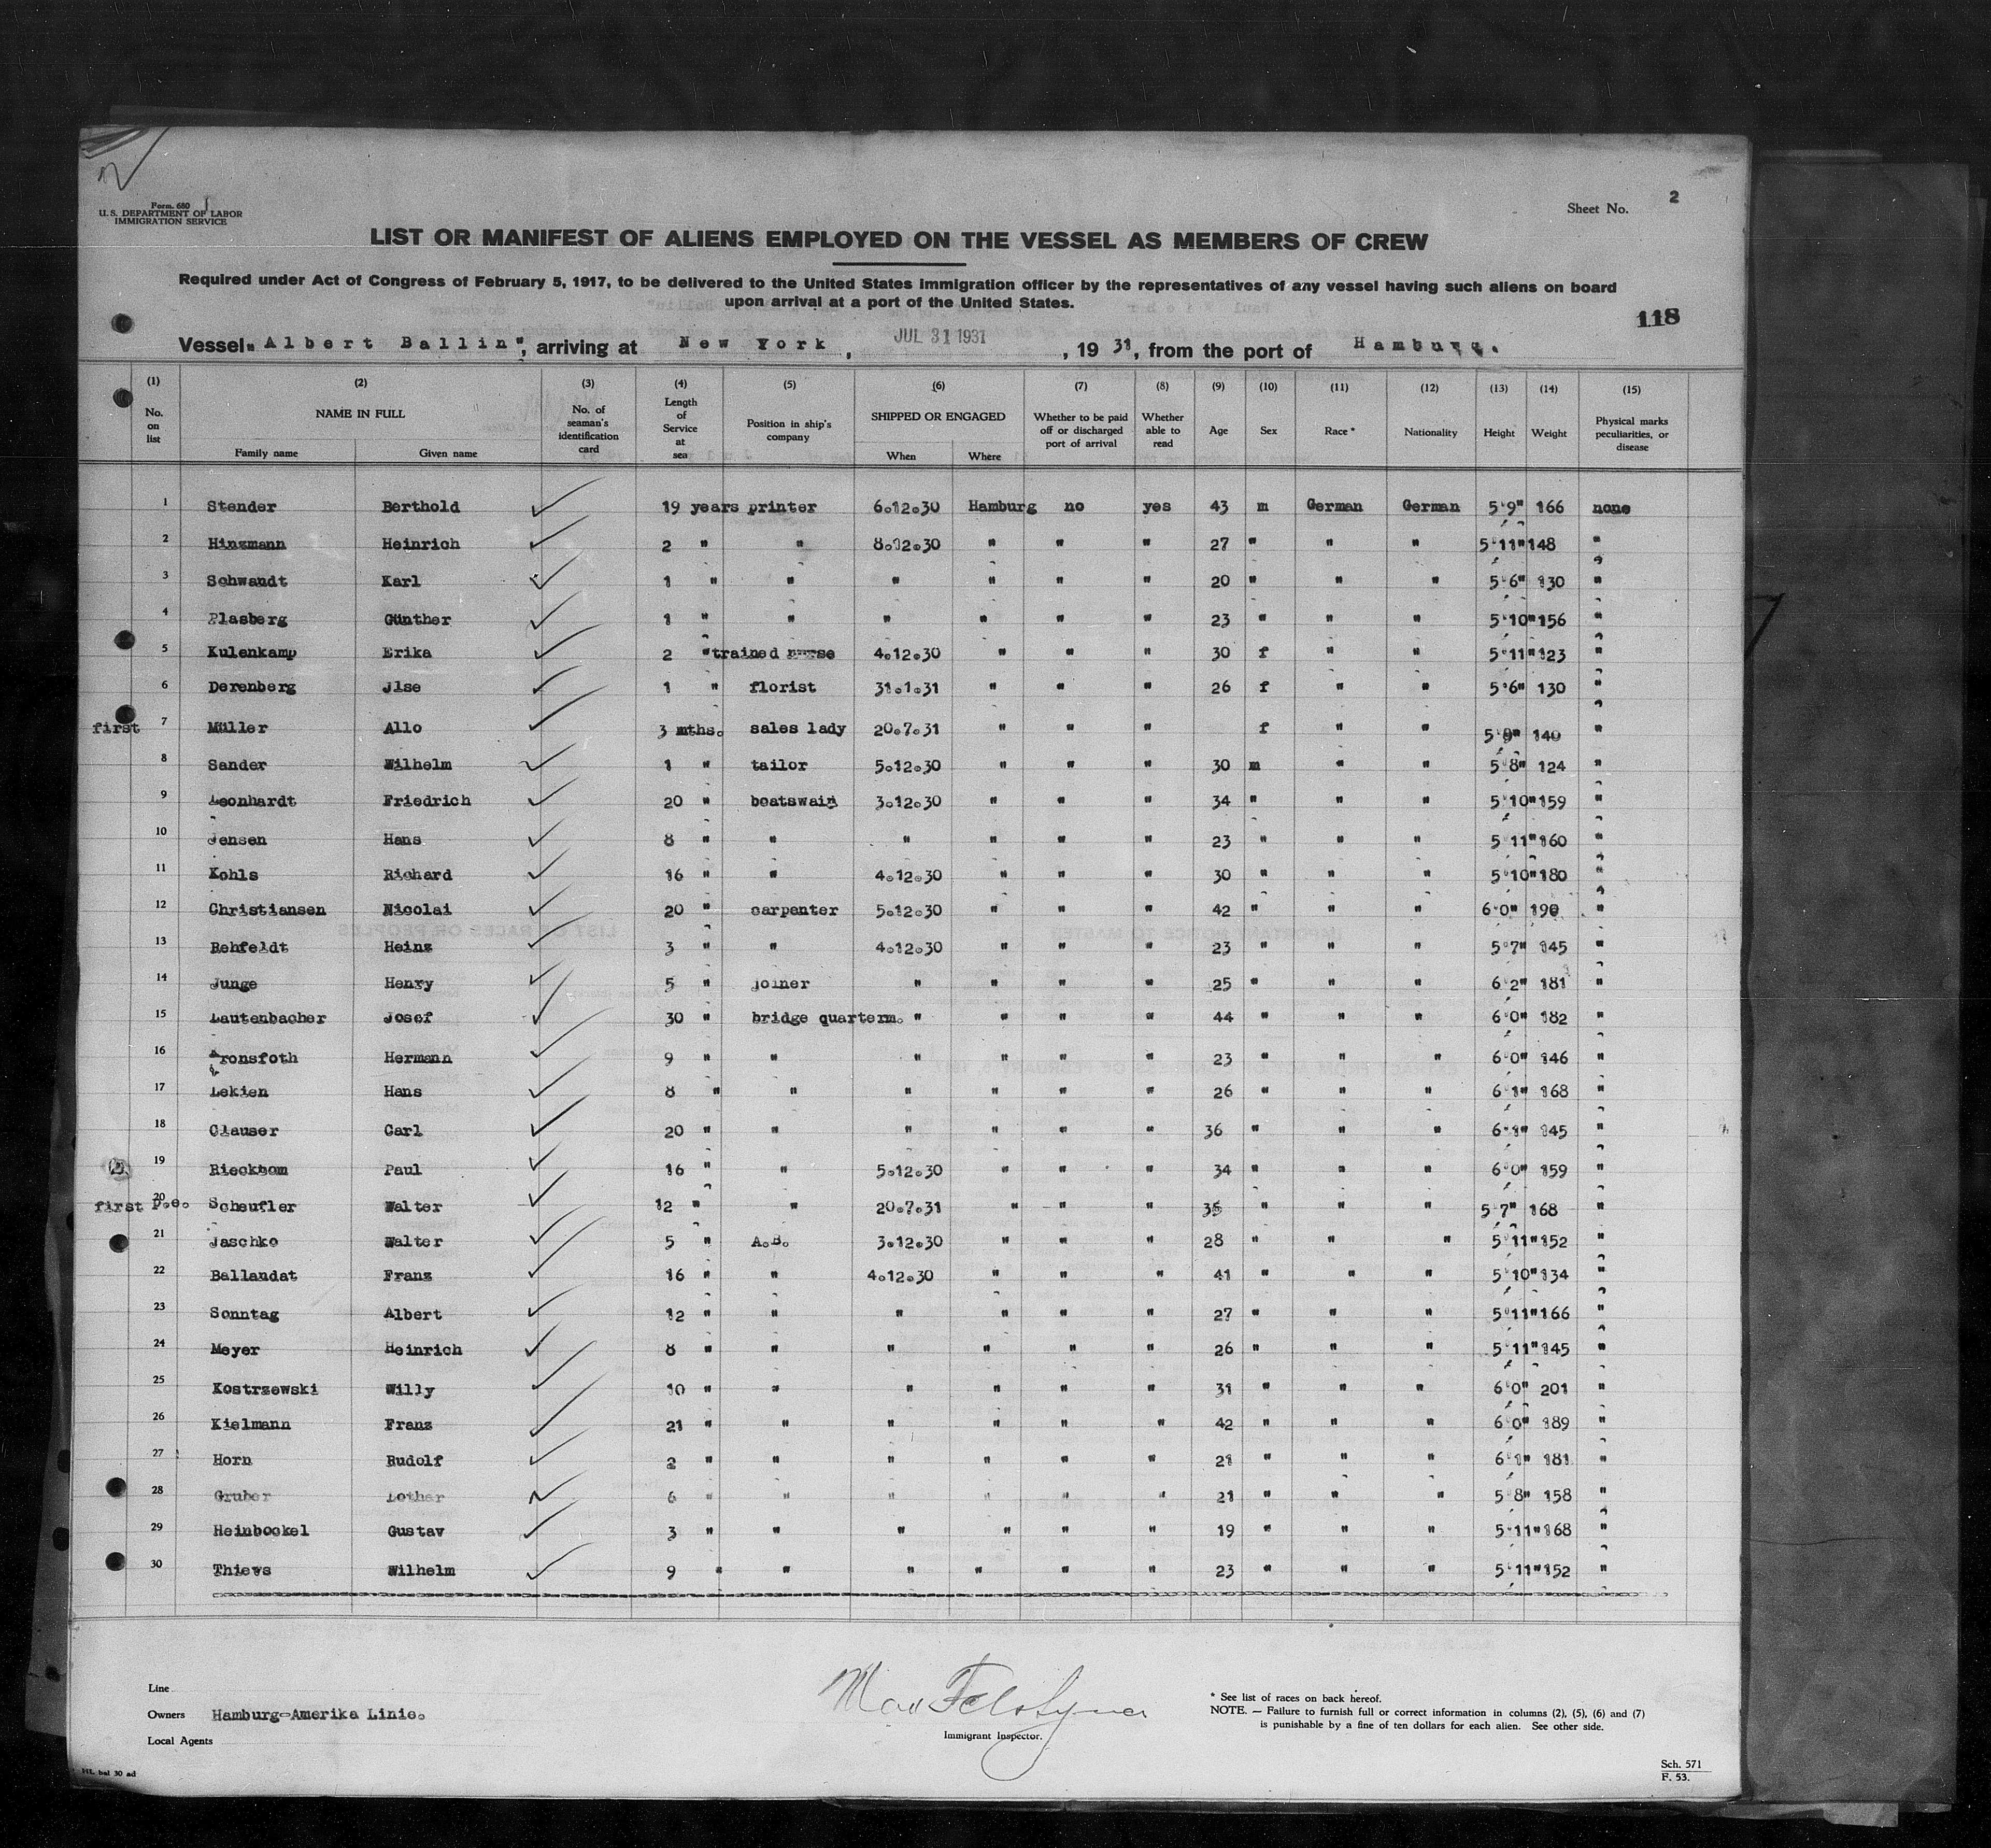 Form 680
U. S. DEPARTMENT OF LABOR
IMMIGRATION SERVICE
Sheet No. 2
LIST OR MANIFEST OF ALIENS EMPLOYED ON THE VESSEL AS MEMBERS OF CREW
Required under Act of Congress of February 5, 1917, to be delivered to the United States Immigration officer by the representatives of any vessel having such aliens on board
upon arrival at a port of the United States.
118
Vessel "Albert Ballin", arriving at New York, JUL 31 1931, 19 31, from the port of Hamburg.
(1) (2) (3) (4) (5) (6) (7) (8) (9) (10) (11) (12) (13) (14) (15)
No. on list NAME IN FULL Family name Given name No. of seaman's identification card Length of Service at sea Position in ship's company SHIPPED OR ENGAGED When Where Whether to be paid off or discharged port of arrival Whether able to read Age Sex Race * Nationality Height Weight Physical marks peculiarities, or disease
1 Stender Berthold 19 years printer 6.12.30 Hamburg no yes 43 m German German 5'9" 166 none
2 Hinzmann Heinrich 2 " " 8.12.30 " " " 27 " " " 5'11" 148 "
3 Schwandt Karl 1 " " " " " " 20 " " " 5'6" 130 "
4 Plasberg Günther 1 " " " " " " 23 " " " 5'10" 156 "
5 Kulenkamp Erika 2 " trained nurse 4.12.30 " " " 30 f " " 5'11" 123 "
6 Derenberg Jlse 1 " florist 31.1.31 " " " 26 f " " 5'6" 130 "
first 7 Müller Allo 3 mths. sales lady 20.7.31 " " " f " " 5'9" 140 "
8 Sander Wilhelm 1 " tailor 5.12.30 " " " 30 m " " 5'8" 124 "
9 Leonhardt Friedrich 20 " boatswain 3.12.30 " " " 34 " " " 5'10" 159 "
10 Jensen Hans 8 " " " " " " 23 " " " 5'11" 160 "
11 Kohls Richard 16 " " 4.12.30 " " " 30 " " " 5'10" 180 "
12 Christiansen Nicolai 20 " carpenter 5.12.30 " " " 42 " " " 6'0" 190 "
13 Rehfeldt Heinz 3 " " 4.12.30 " " " 23 " " " 5'7" 145 "
14 Junge Henry 5 " joiner " " " " 25 " " " 6'2" 181 "
15 Lautenbacher Josef 30 " bridge quarterm. " " " " 44 " " " 6'0" 182 "
16 Aronsfoth Hermann 9 " " " " " " 23 " " " 6'0" 146 "
17 Lekien Hans 8 " " " " " " 26 " " " 6'1" 168 "
18 Clauser Carl 20 " " " " " " 36 " " " 6'1" 145 "
19 Rieckbom Paul 16 " " 5.12.30 " " " 34 " " " 6'0" 159 "
first p.e. 20 Scheufler Walter 12 " " 20.7.31 " " " 35 " " " 5'7" 168 "
21 Jaschko Walter 5 " A.B. 3.12.30 " " " 28 " " " 5'11" 152 "
22 Ballandat Franz 16 " " 4.12.30 " " " 41 " " " 5'10" 134 "
23 Sonntag Albert 12 " " " " " " 27 " " " 5'11" 166 "
24 Meyer Heinrich 8 " " " " " " 26 " " " 5'11" 145 "
25 Kostrzewski Willy 10 " " " " " " 31 " " " 6'0" 201 "
26 Kielmann Franz 21 " " " " " " 42 " " " 6'0" 189 "
27 Horn Rudolf 2 " " " " " " 21 " " " 6'1" 181 "
28 Gruber Lothar 6 " " " " " " 21 " " " 5'8" 158 "
29 Heinbockel Gustav 3 " " " " " " 19 " " " 5'11" 168 "
30 Thievs Wilhelm 9 " " " " " " 23 " " " 5'11" 152 "
Line
Owners Hamburg-Amerika Linie.
Local Agents
Immigrant Inspector.
* See list of races on back hereof.
NOTE. — Failure to furnish full or correct information in columns (2), (5), (6) and (7)
is punishable by a fine of ten dollars for each alien. See other side.
Sch. 571
F. 53.